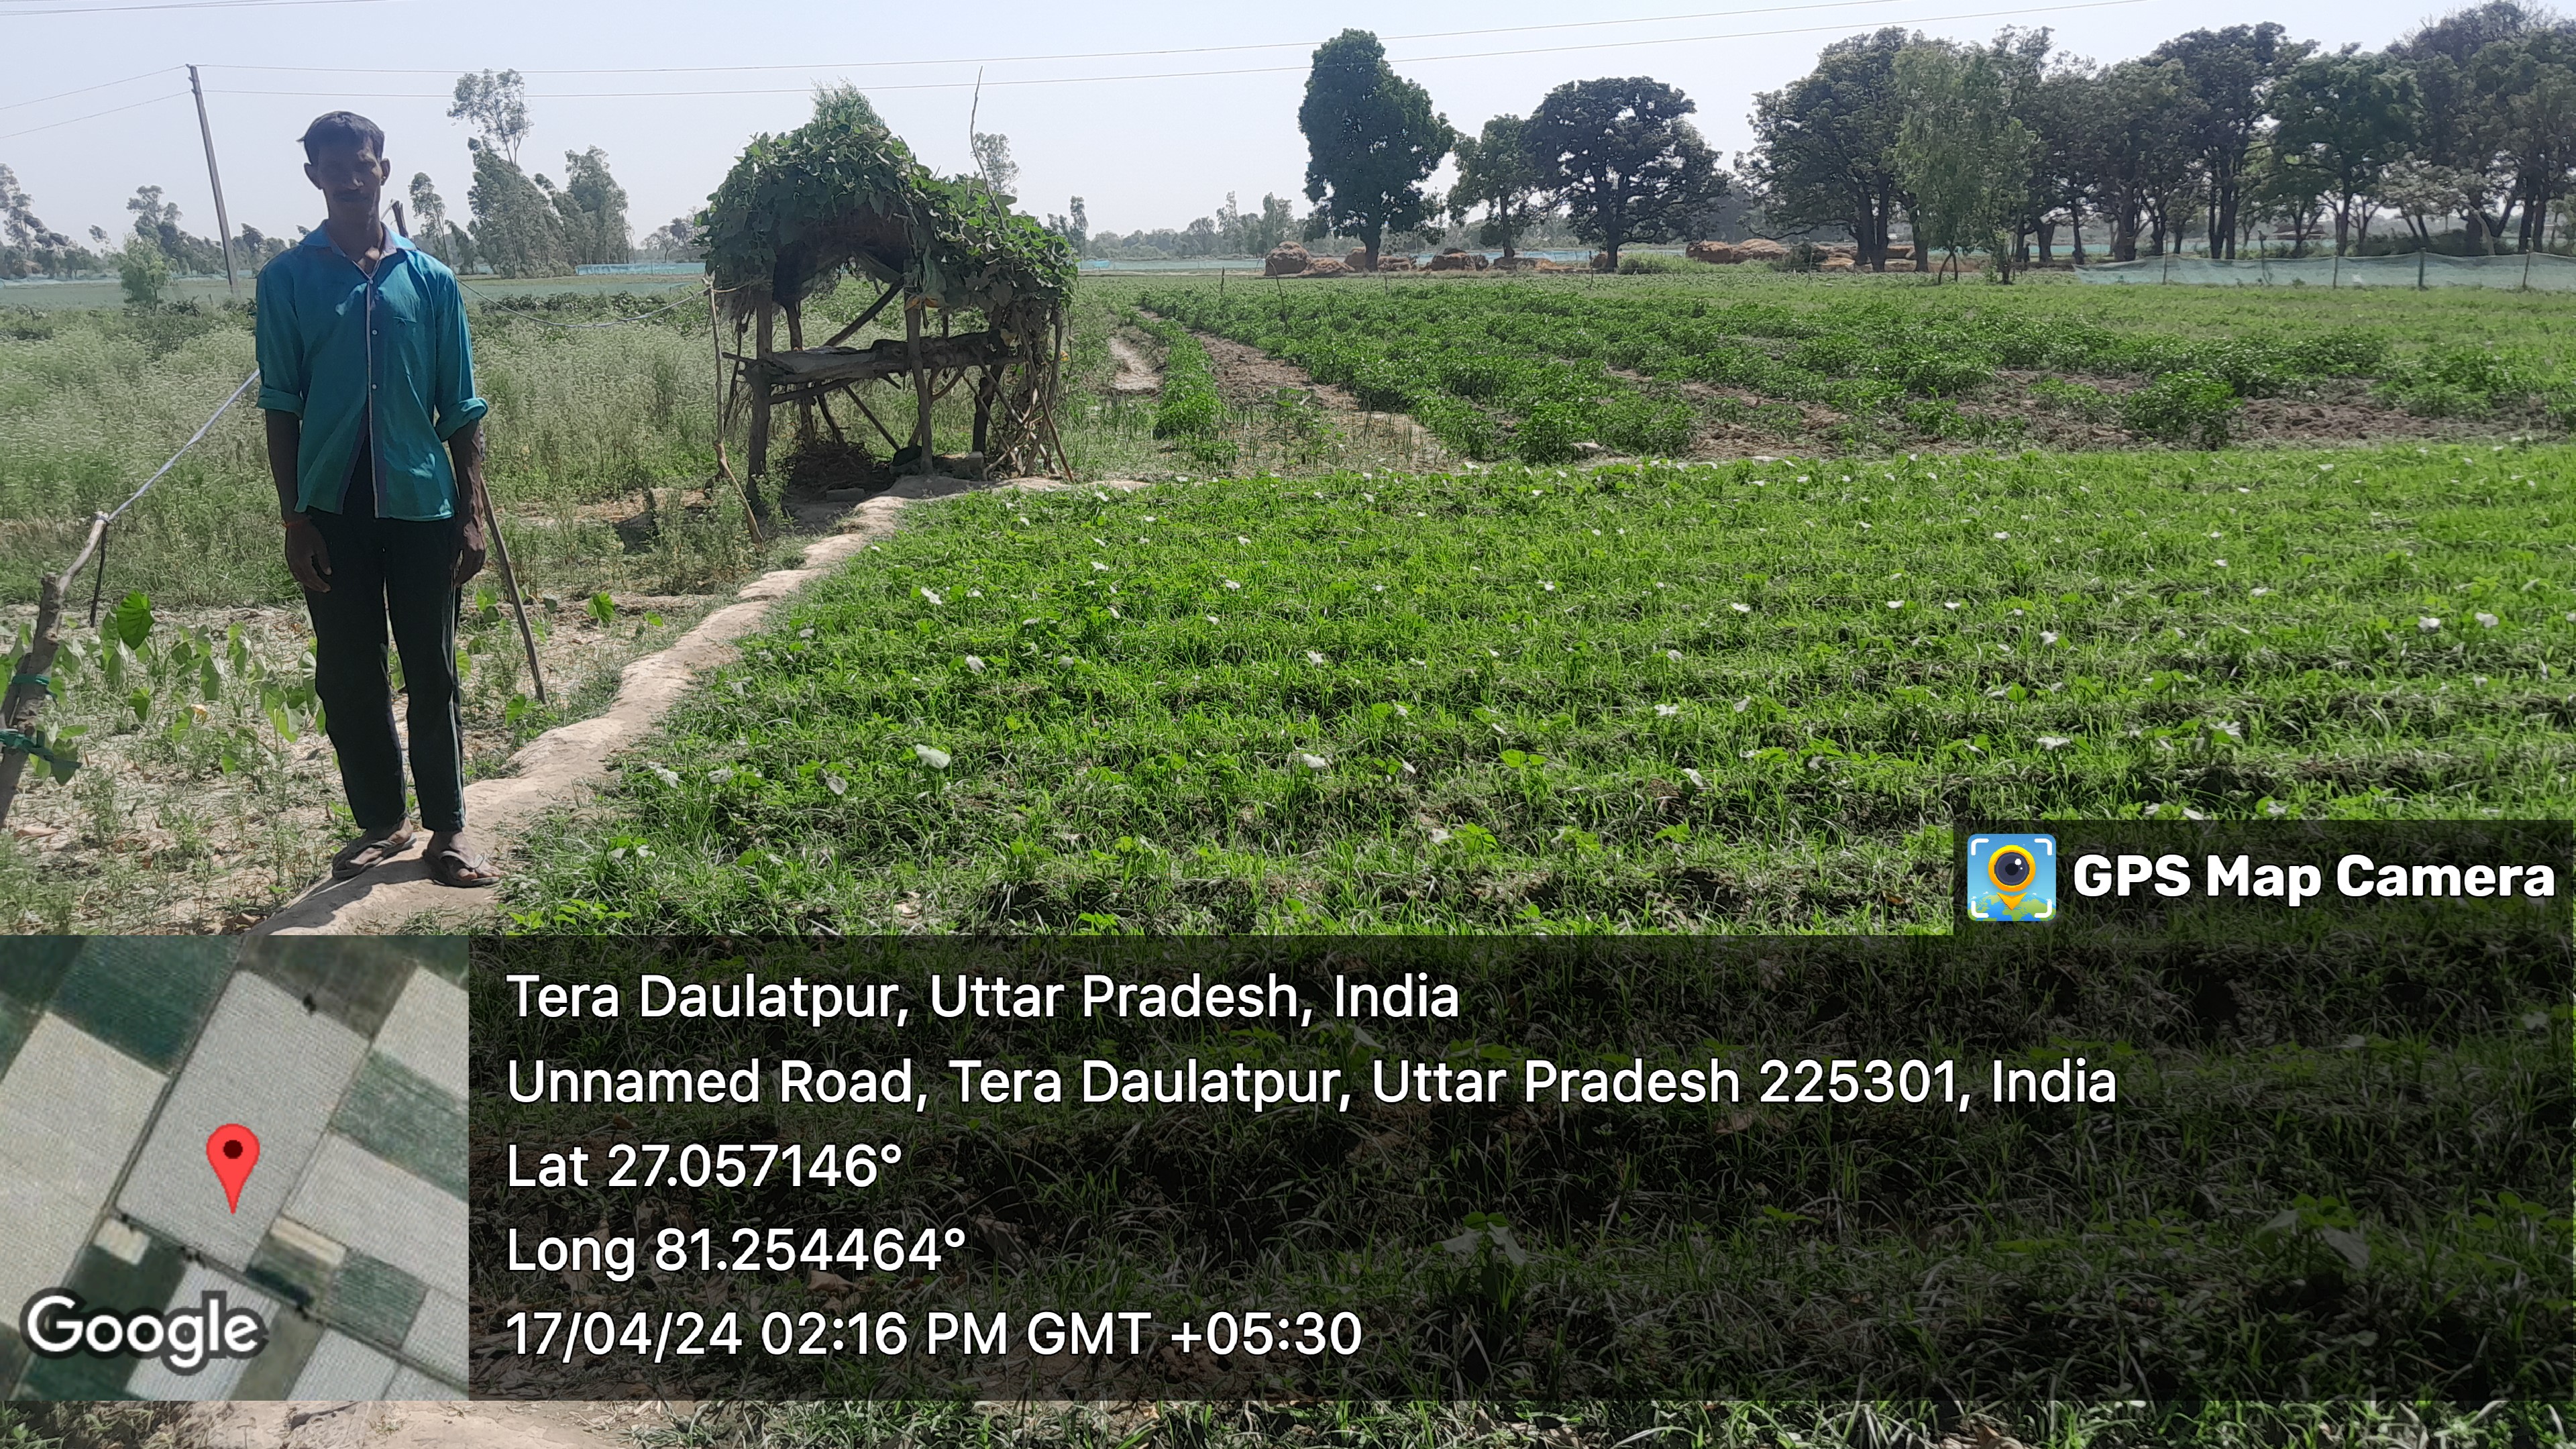 GPS Map Camera
Tera Daulatpur, Uttar Pradesh, India
Unnamed Road, Tera Daulatpur, Uttar Pradesh 225301, India
Lat 27.057146°
Long 81.254464°
17/04/24 02:16 PM GMT +05:30
Google